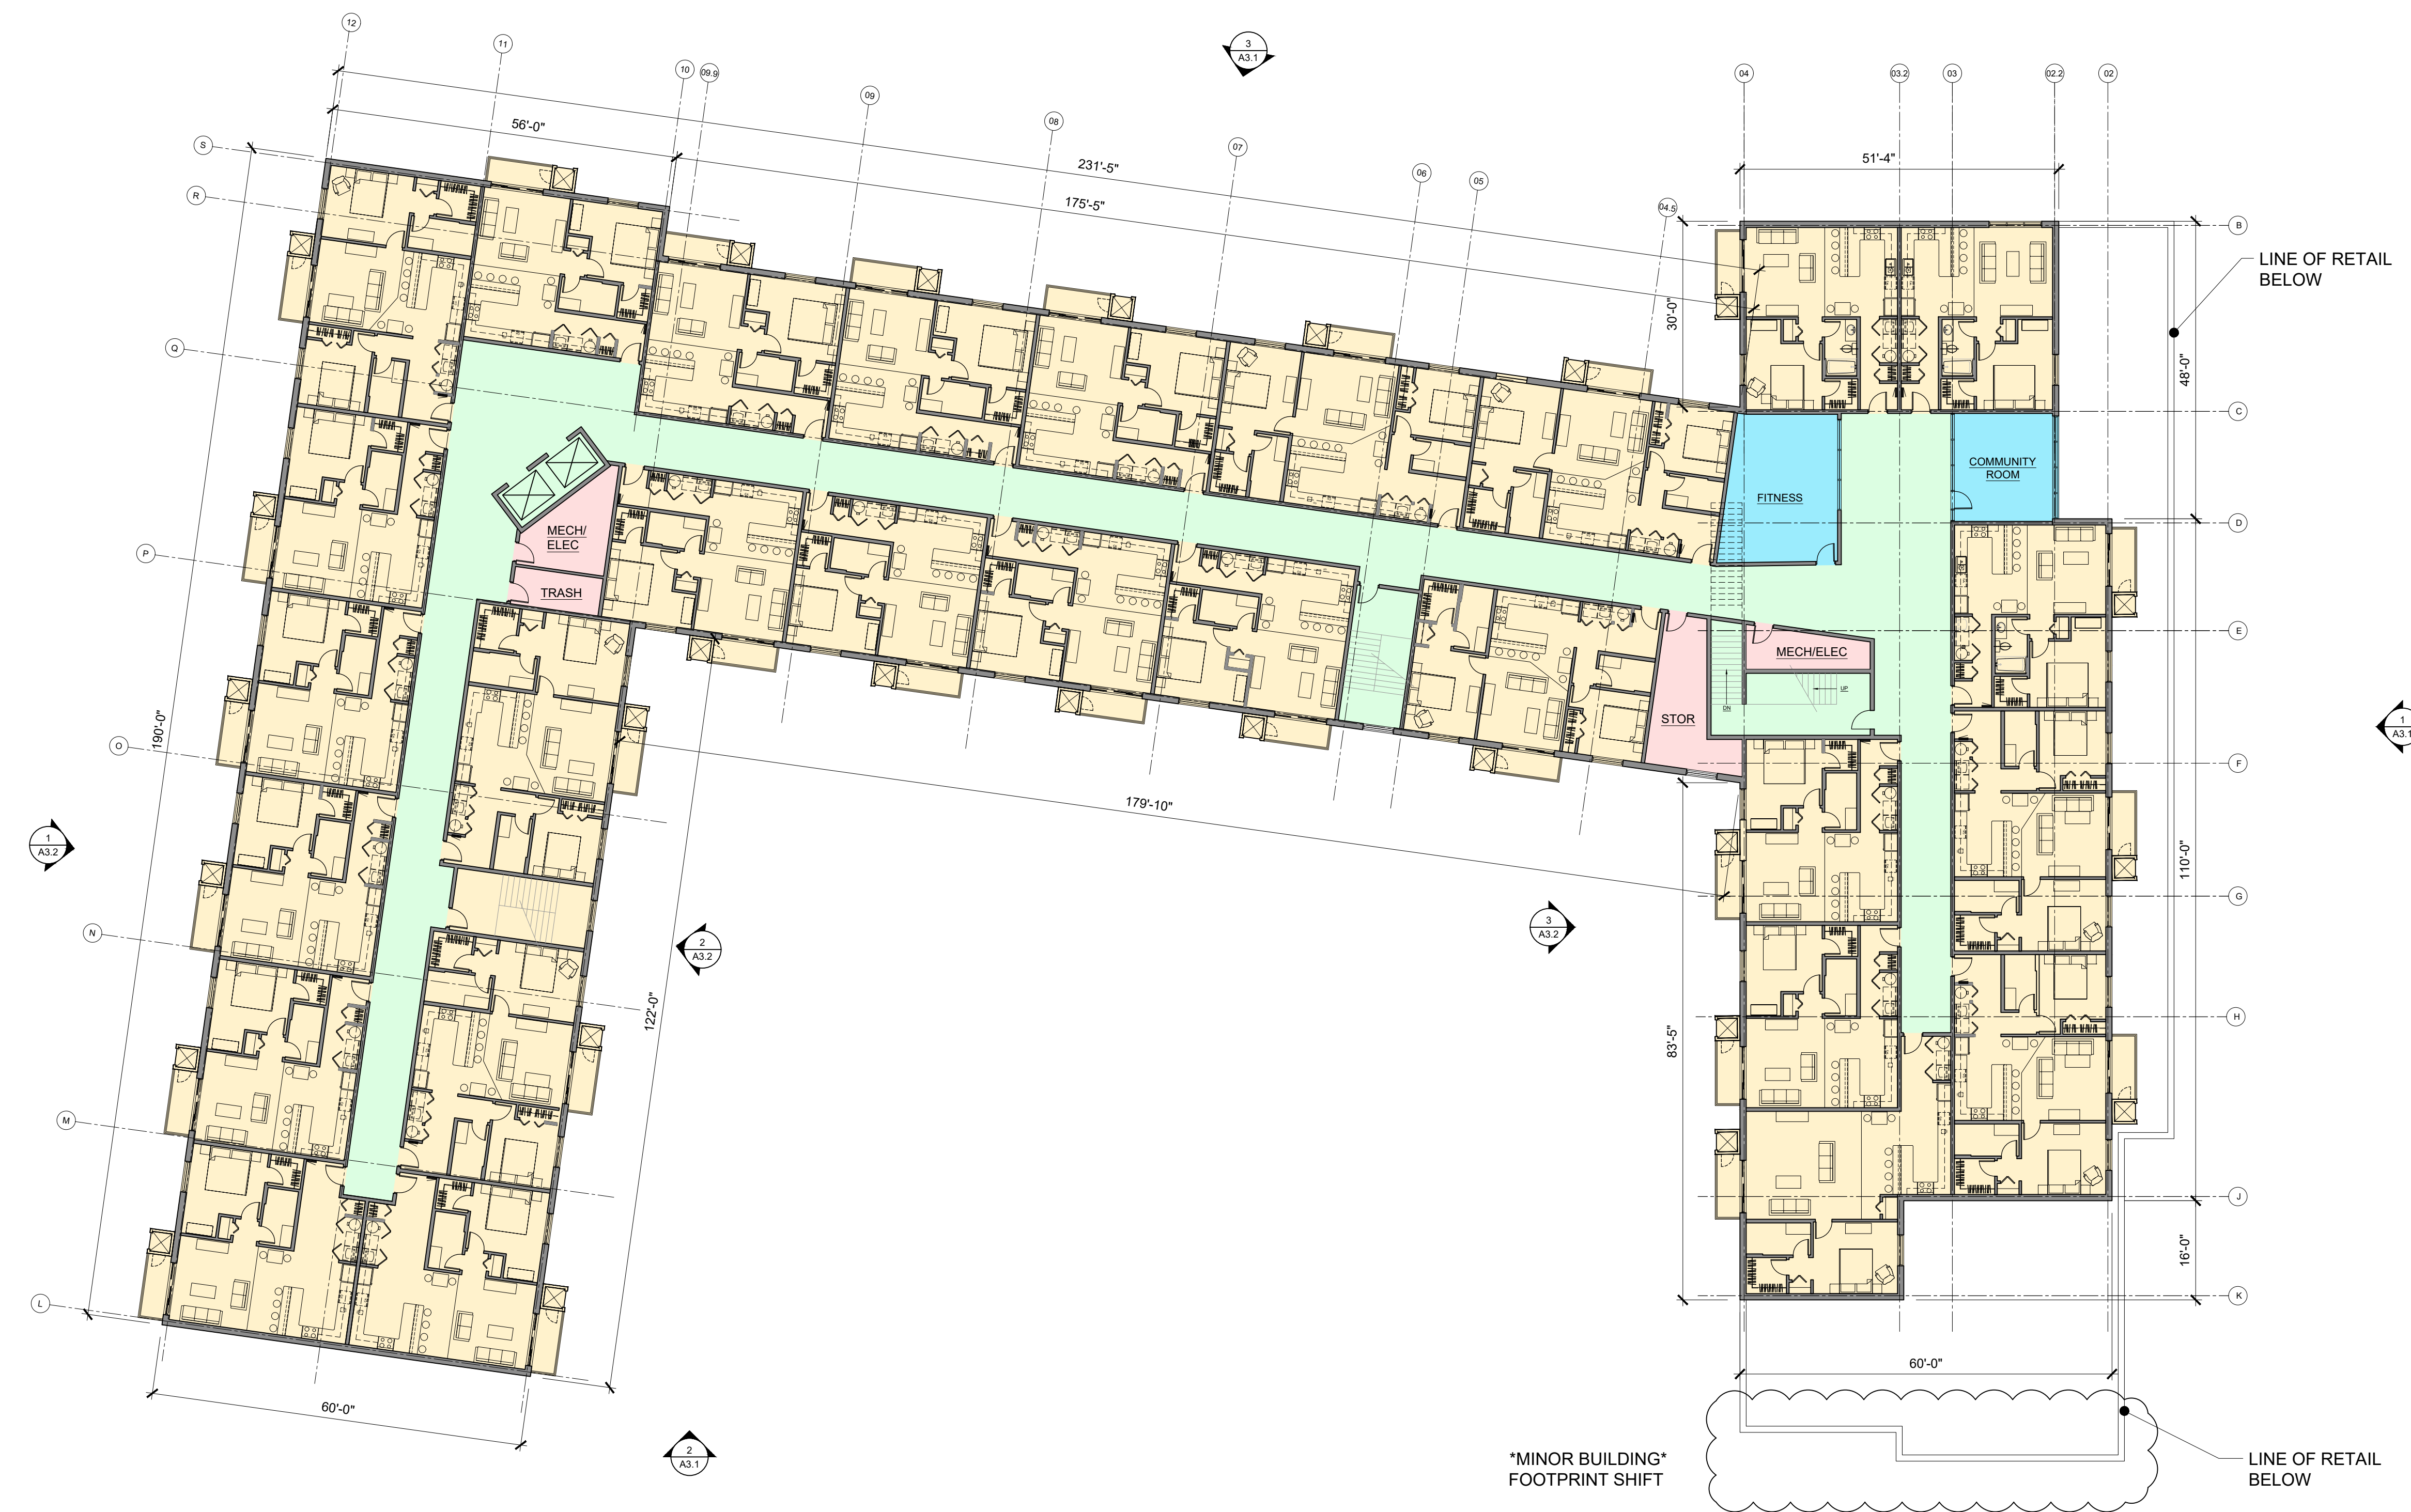 12
11
10
09.9
09
08
07
06
05
04.5
04
03.2
03
02.2
02
3
A3.1
56'-0"
231'-5"
175'-5"
51'-4"
S
R
Q
P
O
N
M
L
B
C
D
E
F
G
H
J
K
LINE OF RETAIL
BELOW
30'-0"
48'-0"
COMMUNITY
ROOM
FITNESS
MECH/
ELEC
TRASH
MECH/ELEC
STOR
UP
DN
190'-0"
179'-10"
110'-0"
1
A3.1
1
A3.2
2
A3.2
3
A3.2
122'-0"
83'-5"
16'-0"
60'-0"
60'-0"
2
A3.1
*MINOR BUILDING*
FOOTPRINT SHIFT
LINE OF RETAIL
BELOW